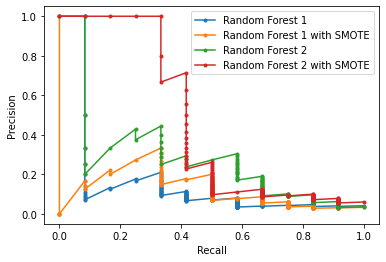 Random Forest 1
Random Forest 1 with SMOTE
Random Forest 2
Random Forest 2 with SMOTE
1.0
0.8
0.6
0.4
0.2
0.0
Precision
0.0 0.2 0.4 0.6 0.8 1.0
Recall